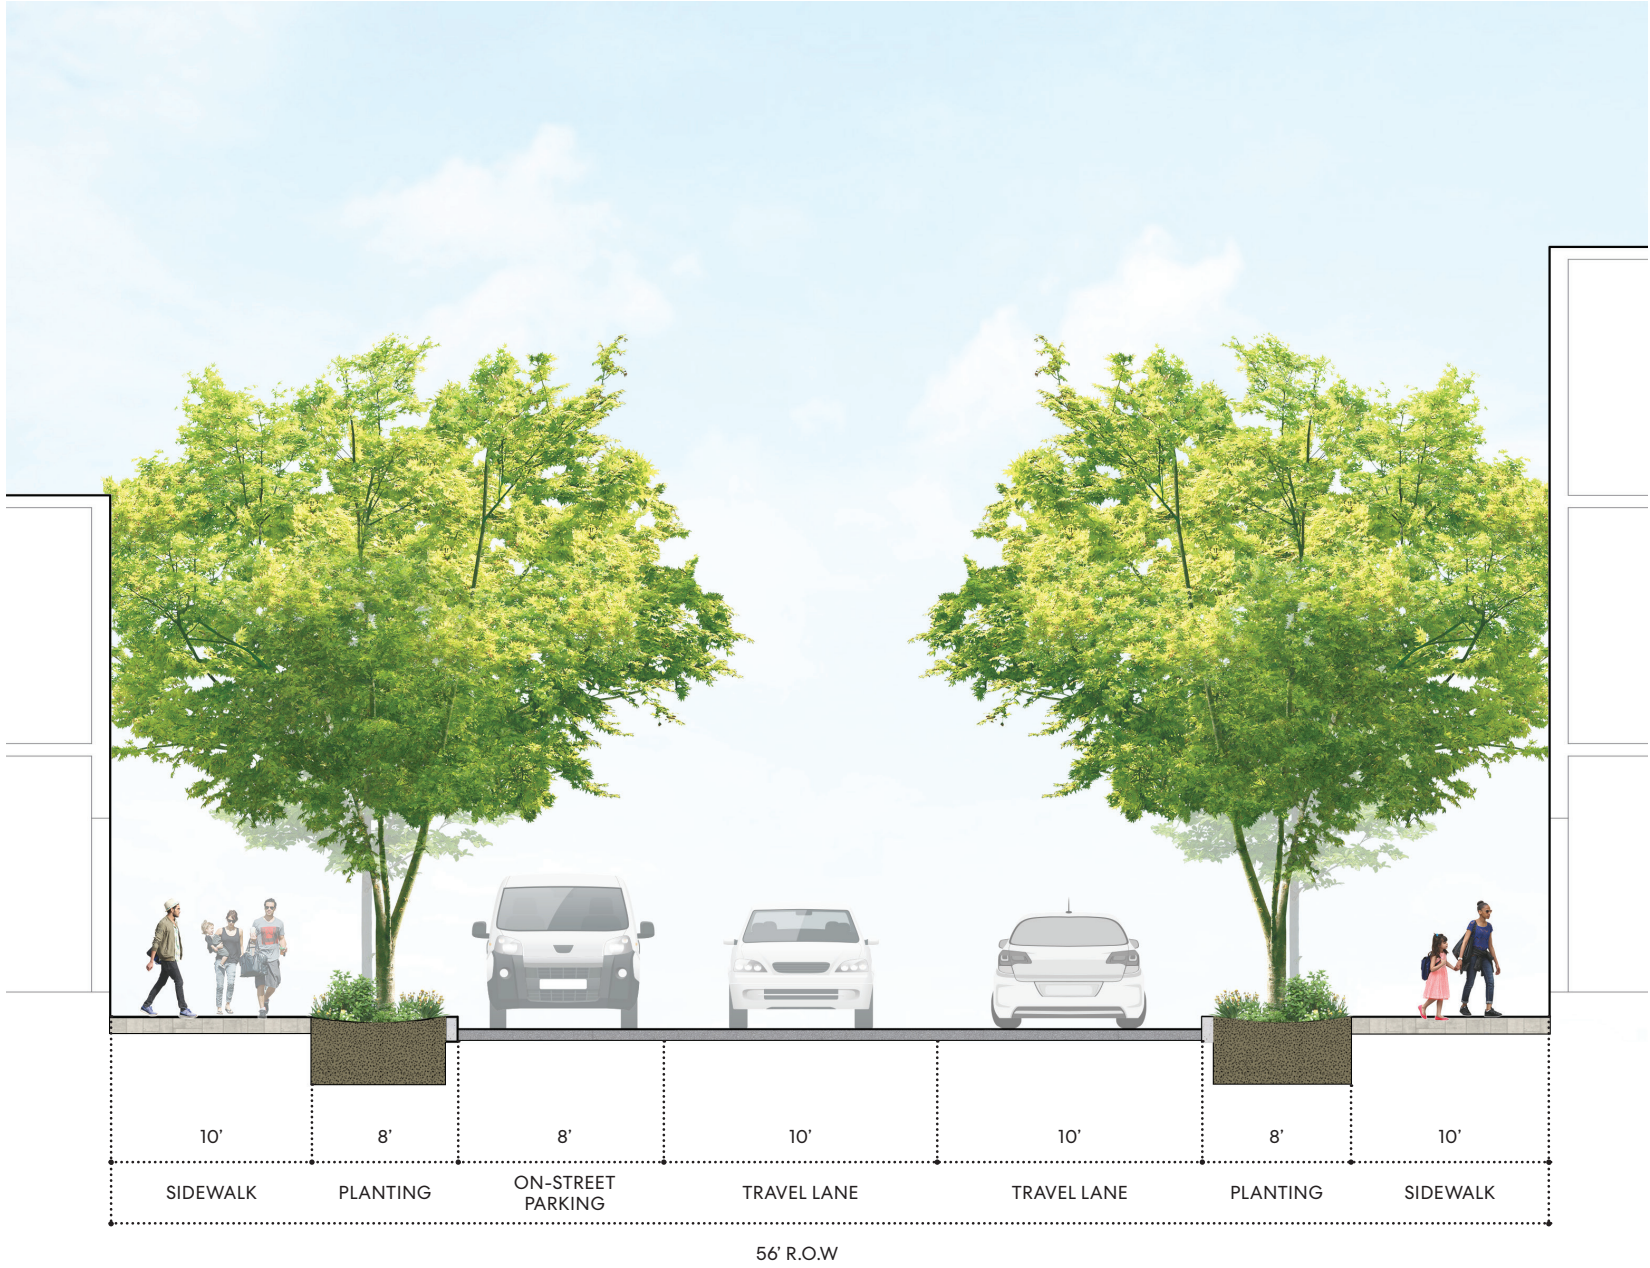 10’ 8’ 8’ 10’ 10’ 8’ 10’
SIDEWALK PLANTING ON-STREET PARKING TRAVEL LANE TRAVEL LANE PLANTING SIDEWALK
56’ R.O.W